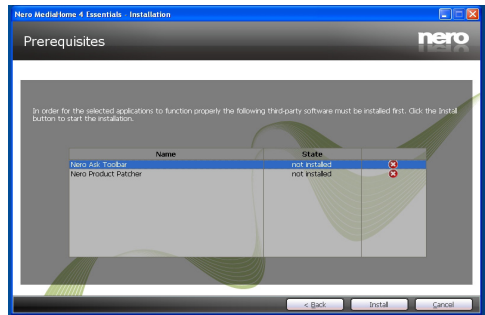 Nero MediaHome 4 Essentials - Installation
Prerequisites
nero
In order for the selected applications to function properly the following third-party software must be installed first. Click the Install
button to start the installation.
Name State
Nero Ask Toolbar not installed
Nero Product Patcher not installed
< Back Install Cancel